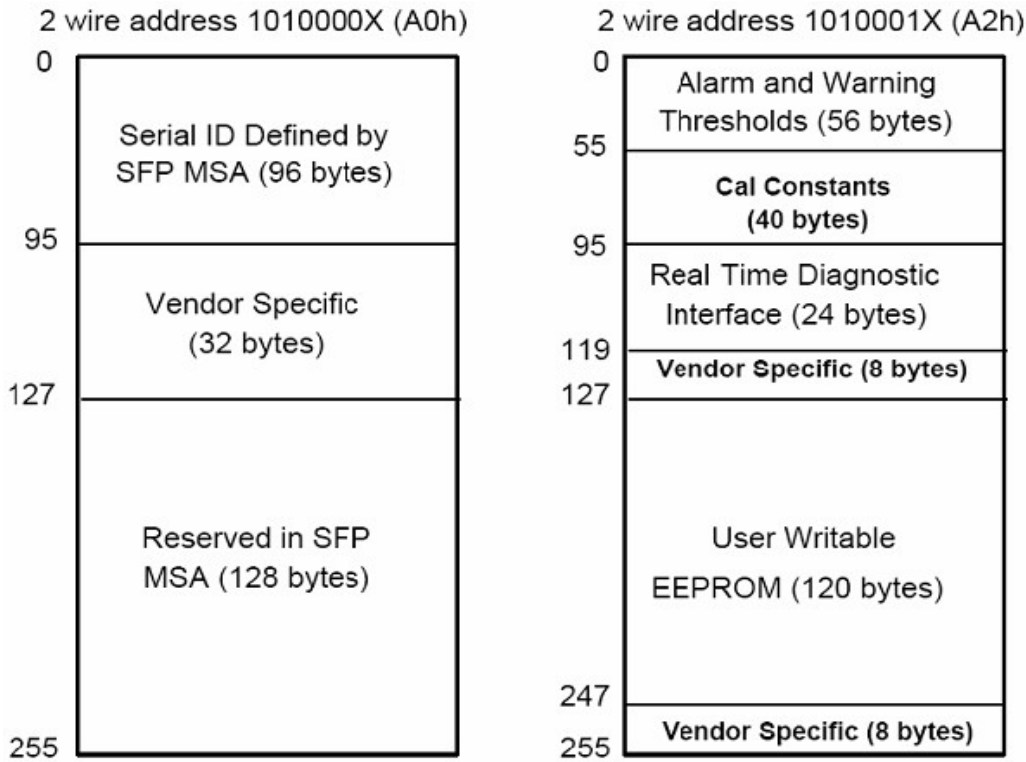 2 wire address 1010000X (A0h)
0
Serial ID Defined by
SFP MSA (96 bytes)
95
Vendor Specific
(32 bytes)
127
Reserved in SFP
MSA (128 bytes)
255
2 wire address 1010001X (A2h)
0
Alarm and Warning
Thresholds (56 bytes)
55
Cal Constants
(40 bytes)
95
Real Time Diagnostic
Interface (24 bytes)
119
Vendor Specific (8 bytes)
127
User Writable
EEPROM (120 bytes)
247
Vendor Specific (8 bytes)
255